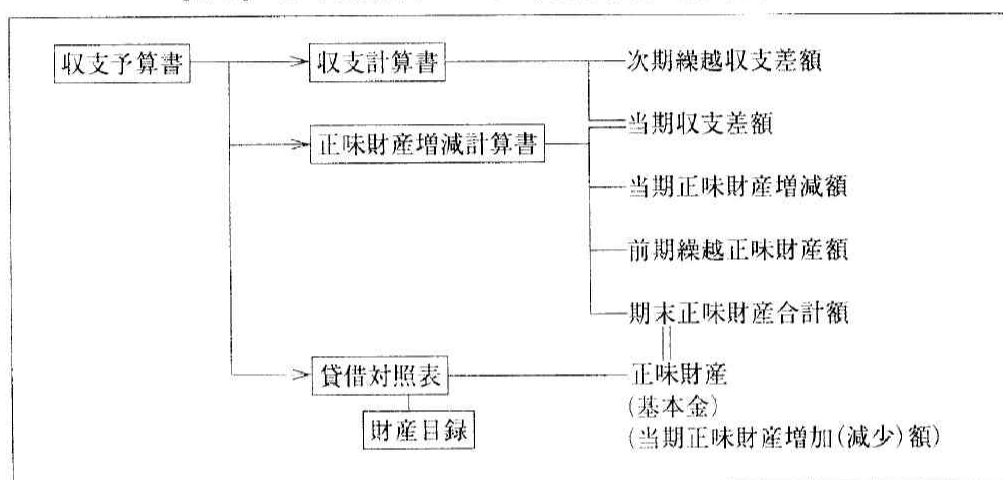 収支予算書
収支計算書
次期繰越収支差額
当期収支差額
正味財産増減計算書
当期正味財産増減額
前期繰越正味財産額
期末正味財産合計額
貸借対照表
正味財産
(基本金)
財産目録
(当期正味財産増加(減少)額)